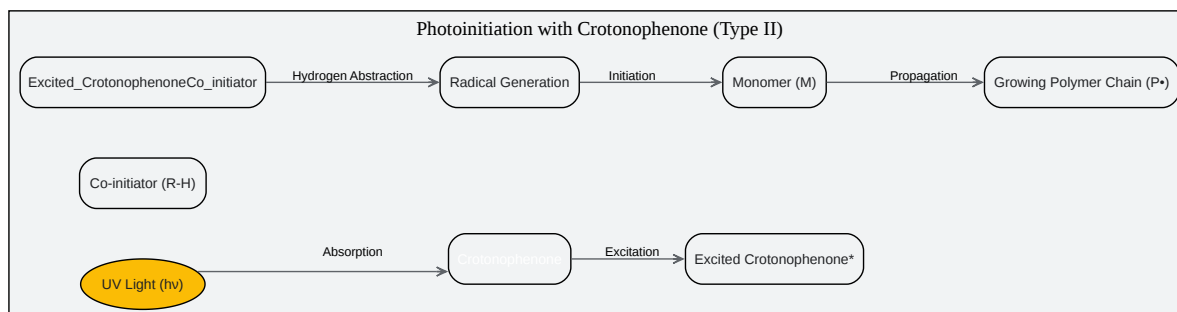 Photoinitiation with Crotonophenone (Type II)
Excited_CrotonophenoneCo_initiator
Hydrogen Abstraction
Radical Generation
Initiation
Monomer (M)
Propagation
Growing Polymer Chain (P•)
Co-initiator (R-H)
UV Light (hν)
Absorption
Crotonophenone
Excitation
Excited Crotonophenone*